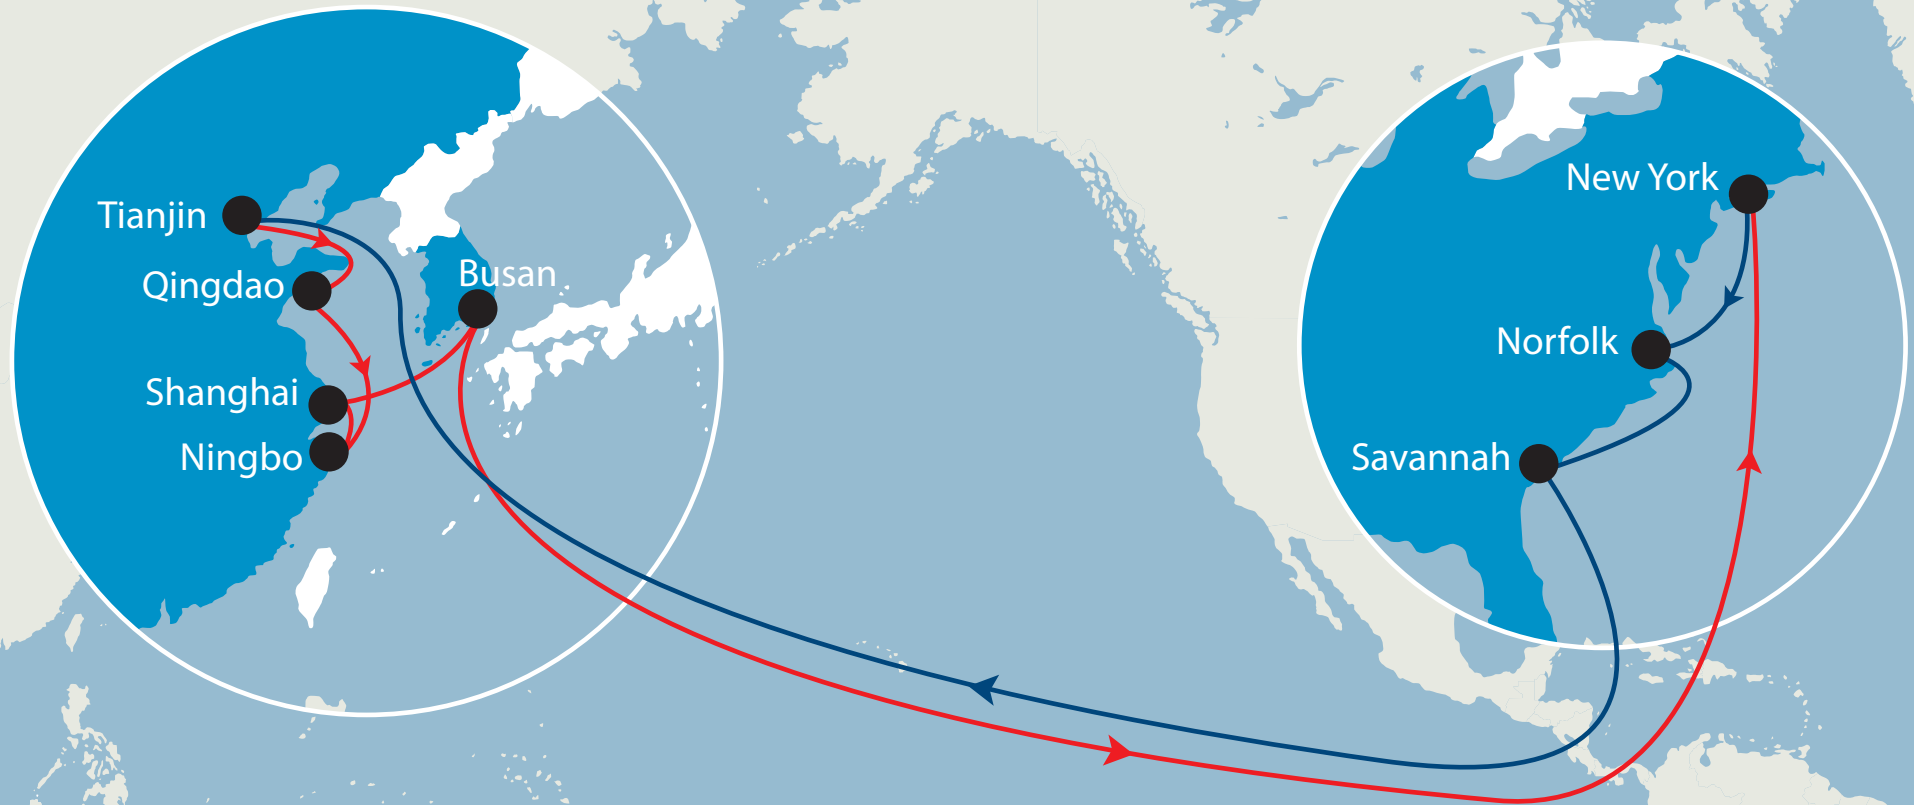 Tianjin
Qingdao
Busan
Shanghai
Ningbo
New York
Norfolk
Savannah